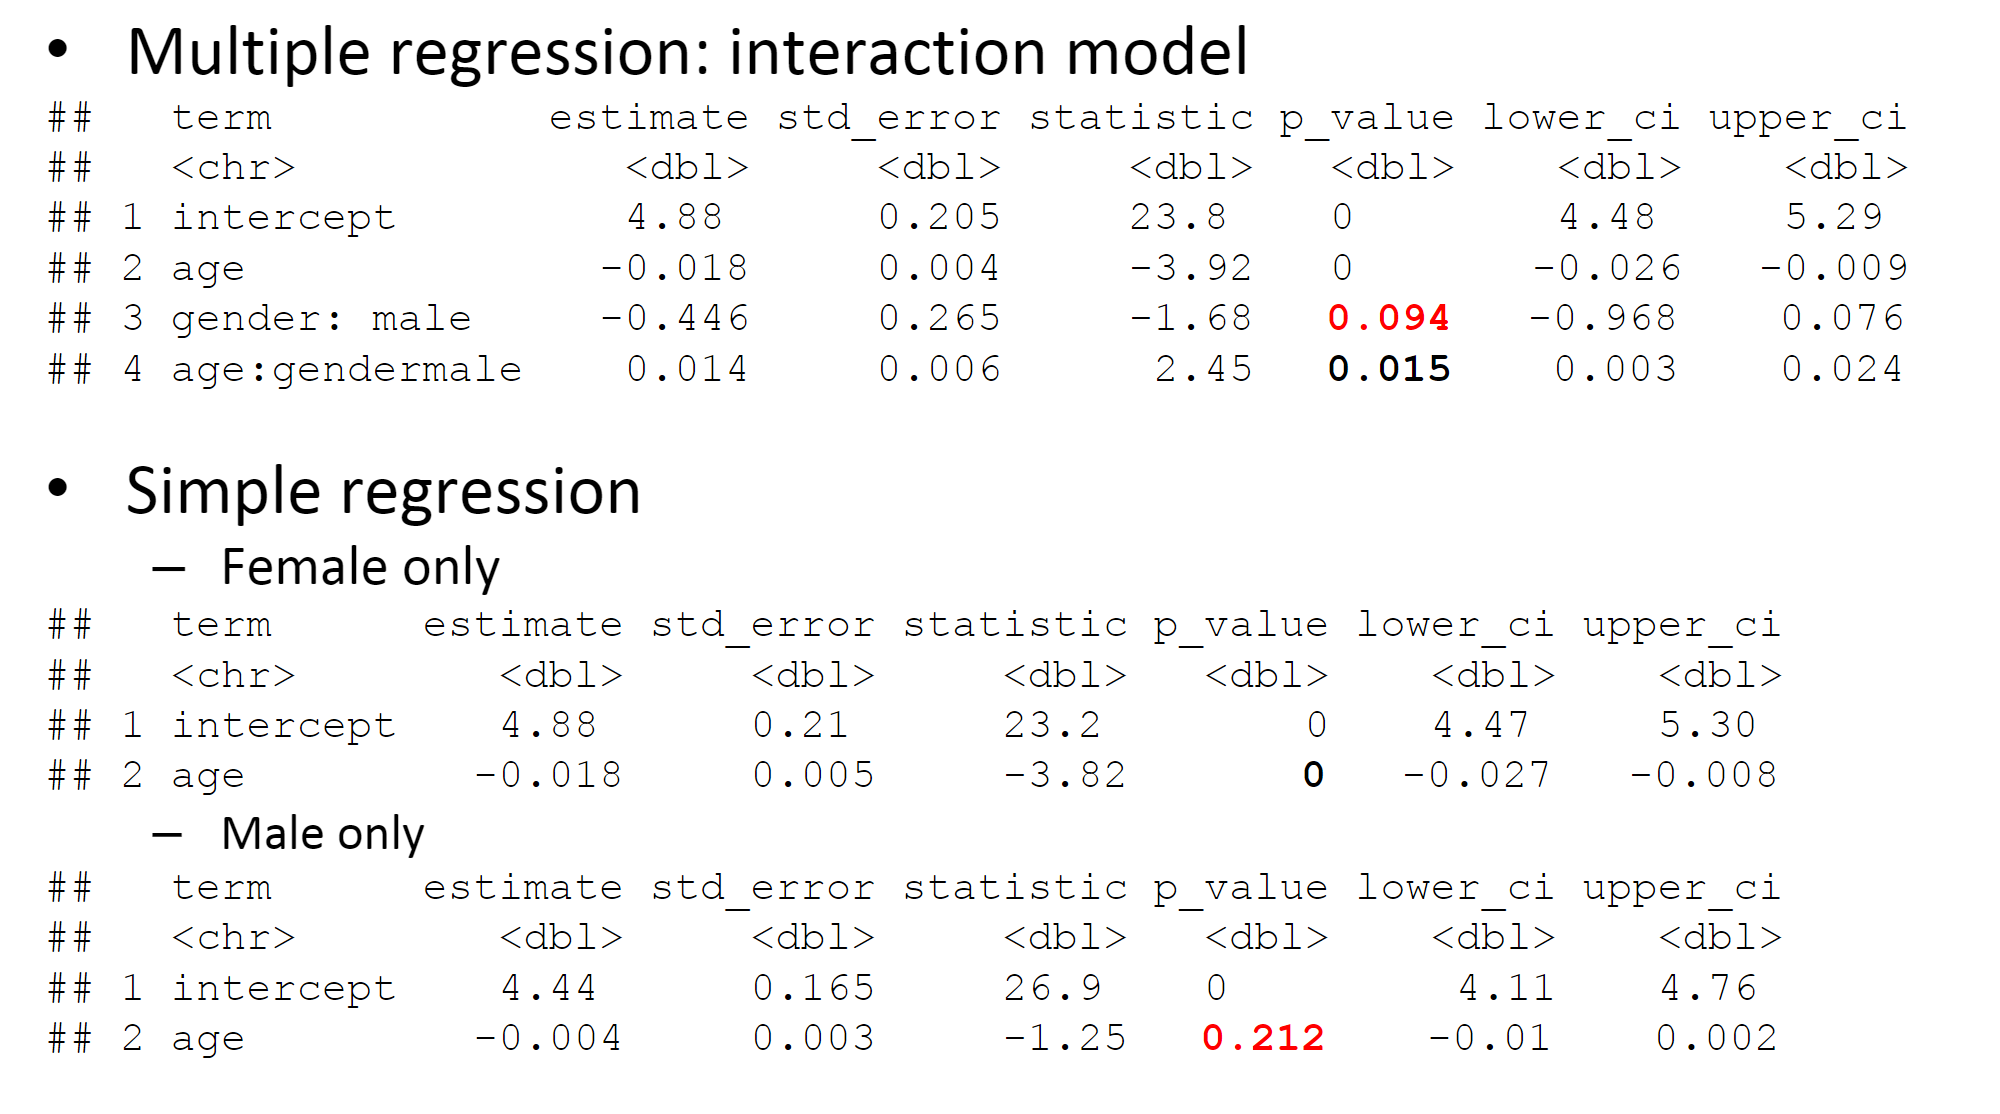 • Multiple regression: interaction model
##   term            estimate std_error statistic p_value lower_ci upper_ci
##   <chr>              <dbl>     <dbl>     <dbl>   <dbl>    <dbl>    <dbl>
## 1 intercept          4.88      0.205     23.8    0        4.48     5.29
## 2 age               -0.018     0.004     -3.92   0       -0.026   -0.009
## 3 gender: male      -0.446     0.265     -1.68   0.094   -0.968    0.076
## 4 age:gendermale     0.014     0.006      2.45   0.015    0.003    0.024
• Simple regression
– Female only
##   term       estimate std_error statistic p_value lower_ci upper_ci
##   <chr>         <dbl>     <dbl>     <dbl>   <dbl>    <dbl>    <dbl>
## 1 intercept     4.88      0.21      23.2        0    4.47     5.30
## 2 age          -0.018     0.005     -3.82       0   -0.027   -0.008
– Male only
##   term       estimate std_error statistic p_value lower_ci upper_ci
##   <chr>         <dbl>     <dbl>     <dbl>   <dbl>    <dbl>    <dbl>
## 1 intercept     4.44      0.165     26.9    0         4.11    4.76
## 2 age          -0.004     0.003     -1.25   0.212    -0.01    0.002